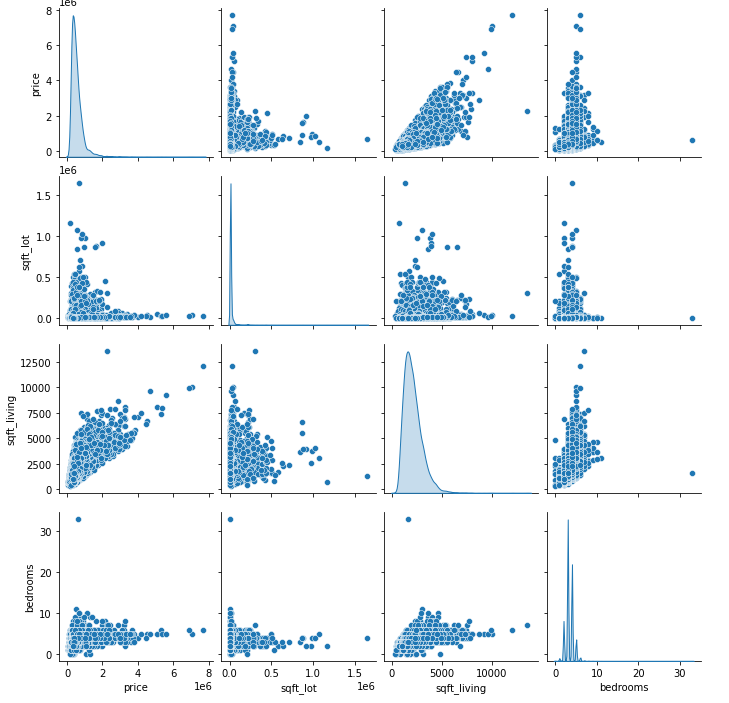 1e6
8
6
4
2
0
price
1e6
1.5
1.0
0.5
0.0
sqft_lot
12500
10000
7500
5000
2500
0
sqft_living
30
20
10
0
bedrooms
0 2 4 6 8
1e6
price
0.0 0.5 1.0 1.5
1e6
sqft_lot
0 5000 10000
sqft_living
0 10 20 30
bedrooms